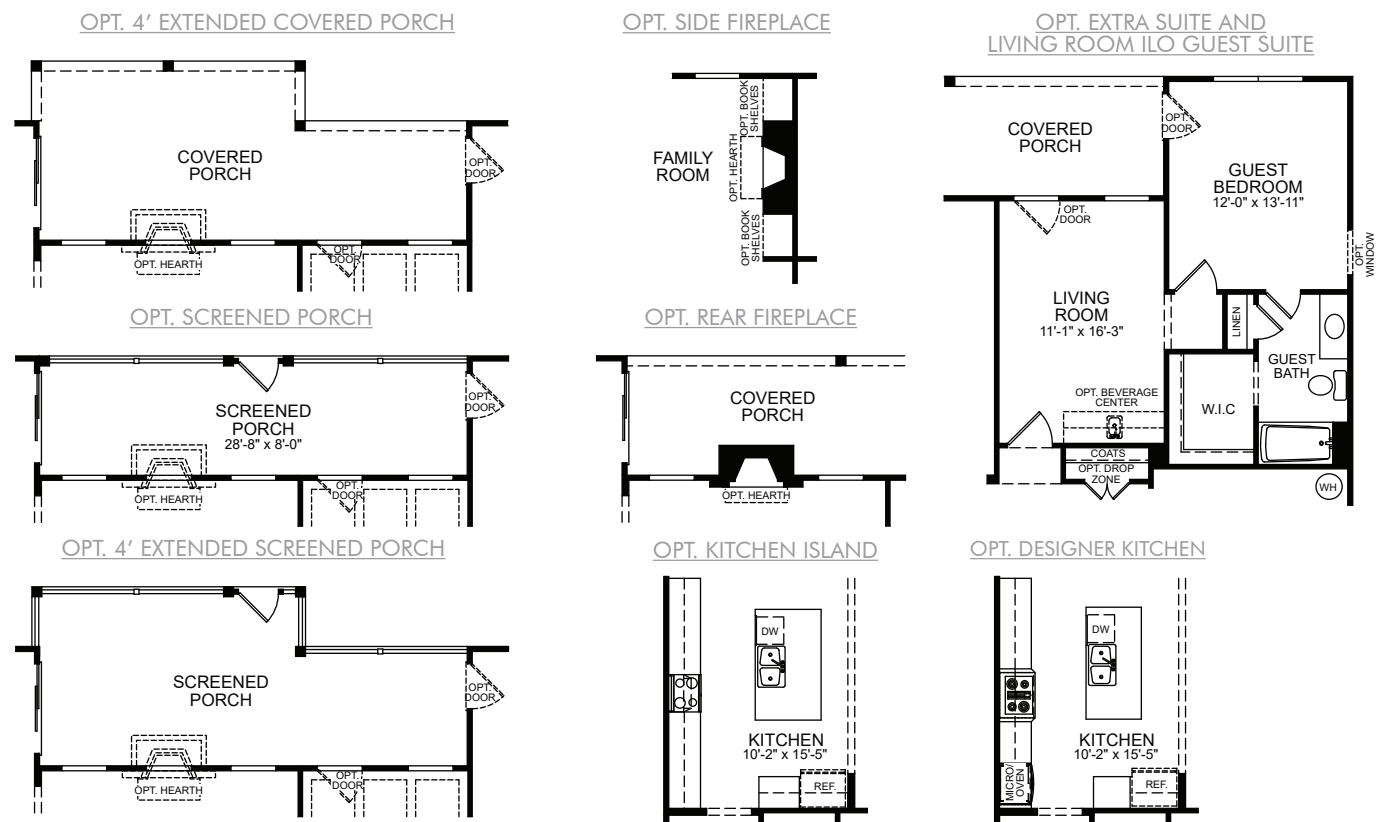 OPT. 4' EXTENDED COVERED PORCH
COVERED
PORCH
OPT.
DOOR
OPT. HEARTH
OPT.
DOOR
OPT. SCREENED PORCH
SCREENED
PORCH
28'-8" x 8'-0"
OPT.
DOOR
OPT. HEARTH
OPT.
DOOR
OPT. 4' EXTENDED SCREENED PORCH
SCREENED
PORCH
OPT.
DOOR
OPT. HEARTH
OPT.
DOOR
OPT. SIDE FIREPLACE
FAMILY
ROOM
OPT. BOOK
SHELVES
OPT. HEARTH
OPT. BOOK
SHELVES
OPT. REAR FIREPLACE
COVERED
PORCH
OPT. HEARTH
OPT. KITCHEN ISLAND
DW
KITCHEN
10'-2" x 15'-5"
REF.
OPT. EXTRA SUITE AND
LIVING ROOM ILO GUEST SUITE
COVERED
PORCH
OPT.
DOOR
GUEST
BEDROOM
12'-0" x 13'-11"
OPT.
DOOR
OPT.
WINDOW
LIVING
ROOM
11'-1" x 16'-3"
LINEN
GUEST
BATH
OPT. BEVERAGE
CENTER
W.I.C
COATS
OPT. DROP
ZONE
WH
OPT. DESIGNER KITCHEN
DW
KITCHEN
10'-2" x 15'-5"
MICRO/
OVEN
REF.